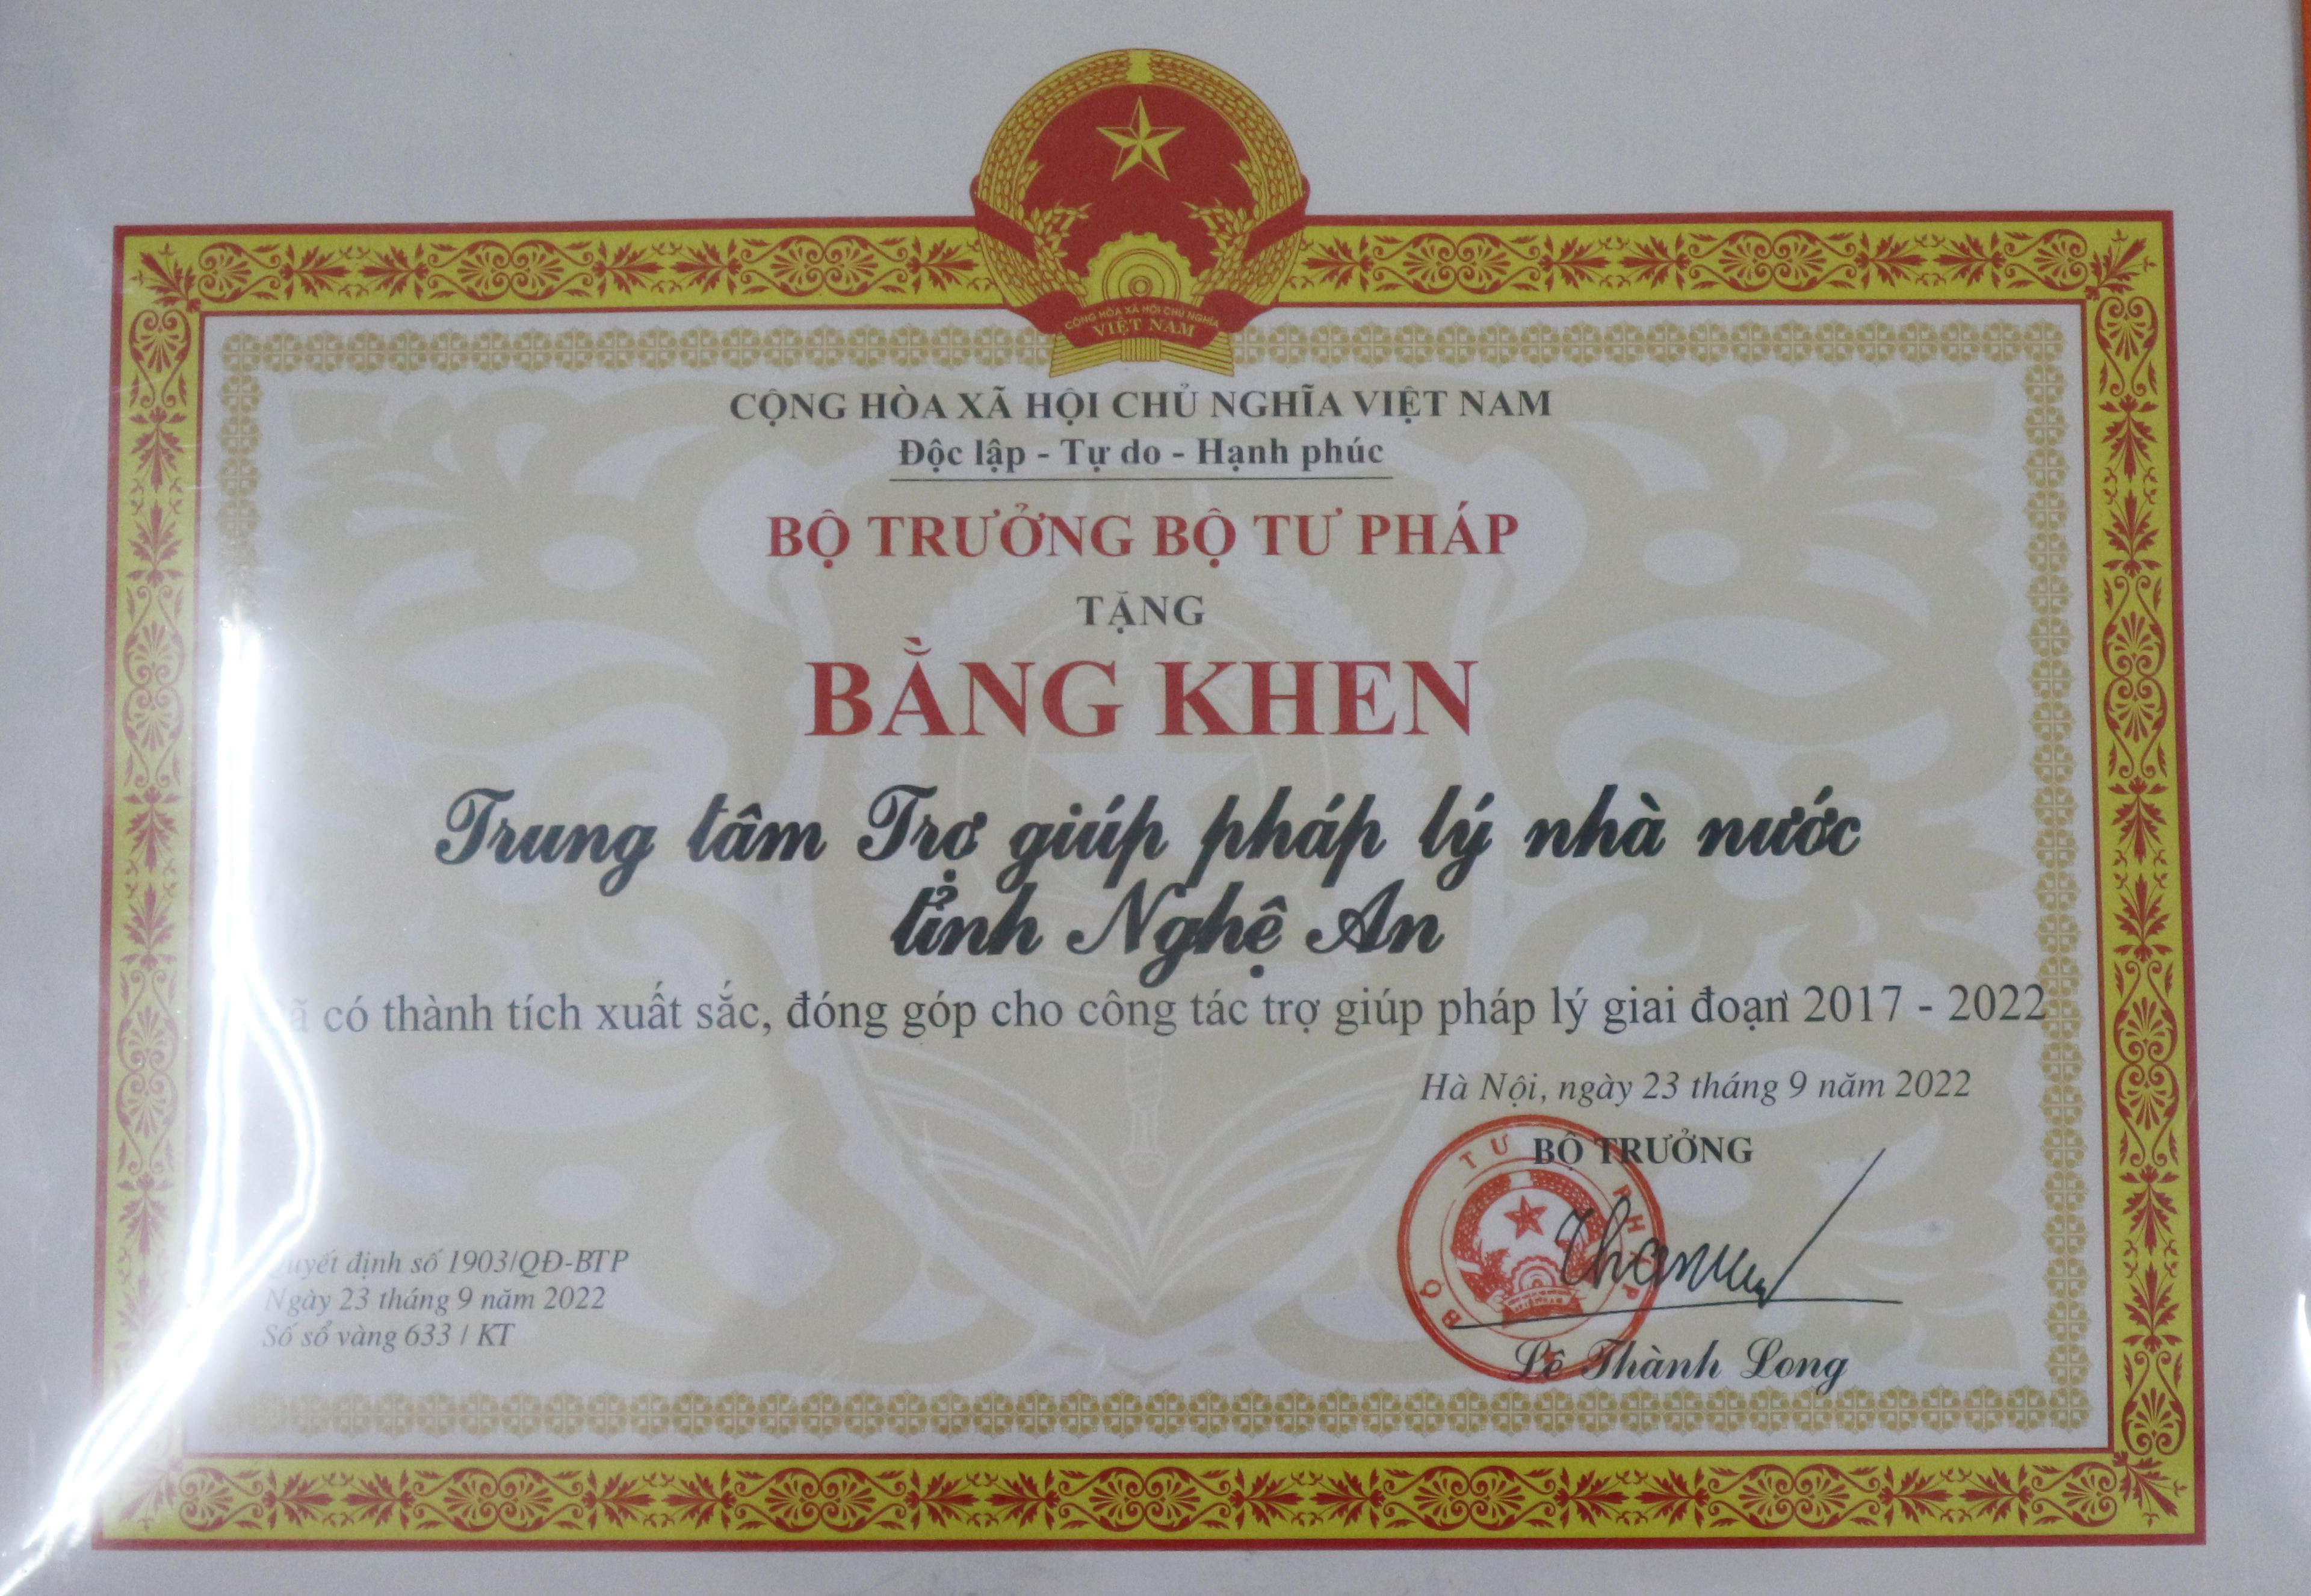 CỘNG HÒA XÃ HỘI CHỦ NGHĨA
VIỆT NAM
CỘNG HÒA XÃ HỘI CHỦ NGHĨA VIỆT NAM
Độc lập - Tự do - Hạnh phúc
BỘ TRƯỞNG BỘ TƯ PHÁP
TẶNG
BẰNG KHEN
Trung tâm Trợ giúp pháp lý nhà nước
tỉnh Nghệ An
có thành tích xuất sắc, đóng góp cho công tác trợ giúp pháp lý giai đoạn 2017 - 2022
Hà Nội, ngày 23 tháng 9 năm 2022
BỘ TRƯỞNG
BỘ TƯ PHÁP
Lê Thành Long
Quyết định số 1903/QĐ-BTP
Ngày 23 tháng 9 năm 2022
Số sổ vàng 633 / KT